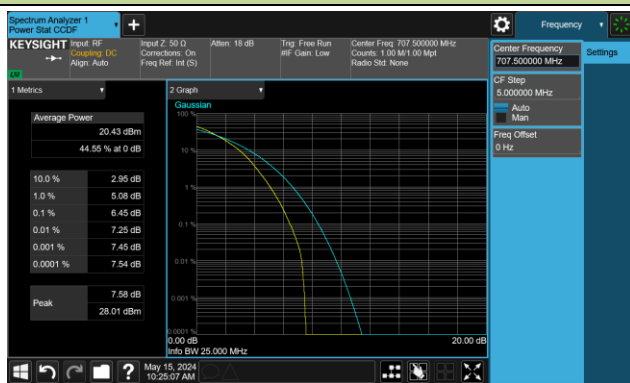 Spectrum Analyzer 1
Power Stat CCDF
+
Frequency
KEYSIGHT
Input: RF
Coupling: DC
Align: Auto
Input Z: 50 Ω
Corrections: On
Freq Ref: Int (S)
Atten: 18 dB
Trig: Free Run
#IF Gain: Low
Center Freq: 707.500000 MHz
Counts: 1.00 M/1.00 Mpt
Radio Std: None
LXI
Center Frequency
707.500000 MHz
Settings
CF Step
5.000000 MHz
Auto
Man
Freq Offset
0 Hz
1 Metrics
Average Power
20.43 dBm
44.55 % at 0 dB
10.0 % 2.95 dB
1.0 % 5.08 dB
0.1 % 6.45 dB
0.01 % 7.25 dB
0.001 % 7.45 dB
0.0001 % 7.54 dB
Peak 7.58 dB
28.01 dBm
2 Graph
Gaussian
100 %
10 %
1 %
0.1 %
0.01 %
0.001 %
0.0001 %
0.00 dB 20.00 dB
Info BW 25.000 MHz
?
May 15, 2024
10:25:07 AM